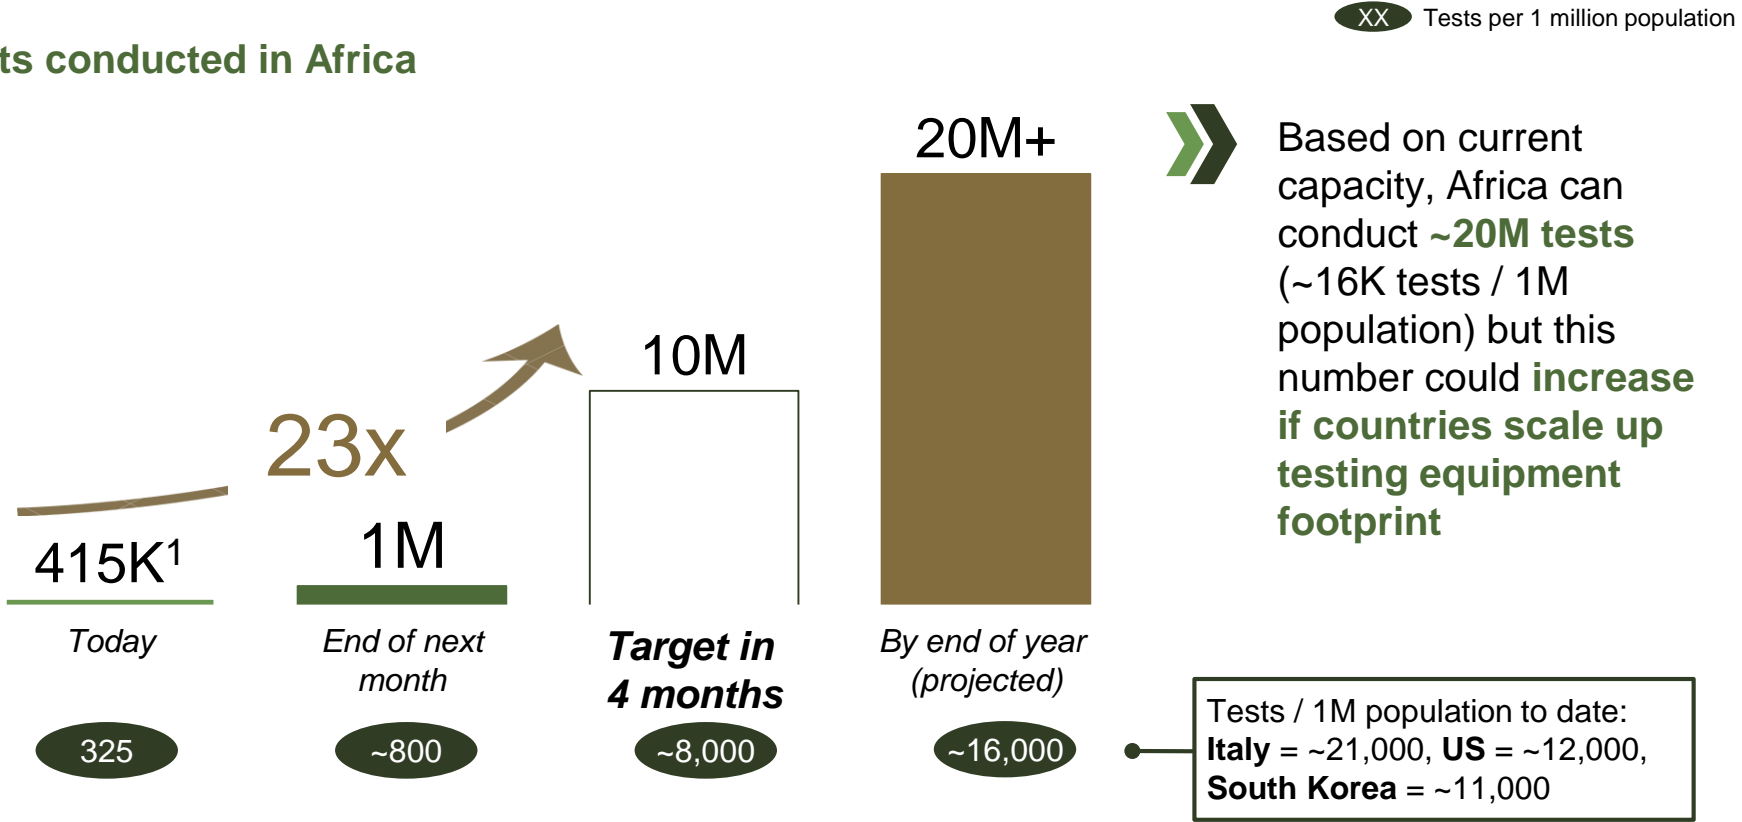 XX Tests per 1 million population
ts conducted in Africa
20M+
10M
23x
415K¹
1M
Today
End of next
month
Target in
4 months
By end of year
(projected)
325
~800
~8,000
~16,000
Based on current
capacity, Africa can
conduct ~20M tests
(~16K tests / 1M
population) but this
number could increase
if countries scale up
testing equipment
footprint
Tests / 1M population to date:
Italy = ~21,000, US = ~12,000,
South Korea = ~11,000